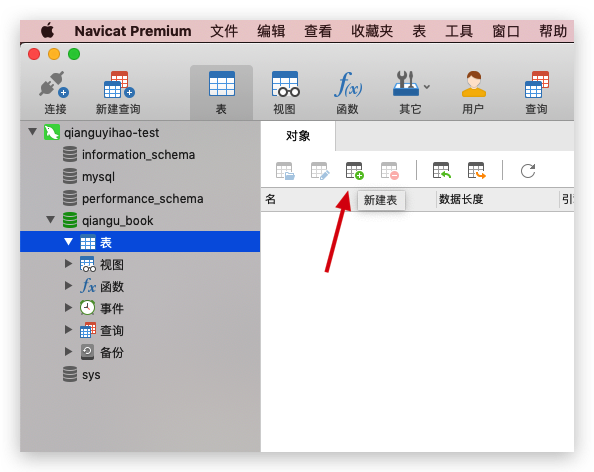 Navicat Premium 文件 编辑 查看 收藏夹 表 工具 窗口 帮助
连接 新建查询 表 视图 函数 其它 用户 查询
f(x)
qianguyihao-test
对象
information_schema
mysql
performance_schema
名 新建表 数据长度
qiangu_book
表
视图
fx 函数
事件
查询
备份
sys